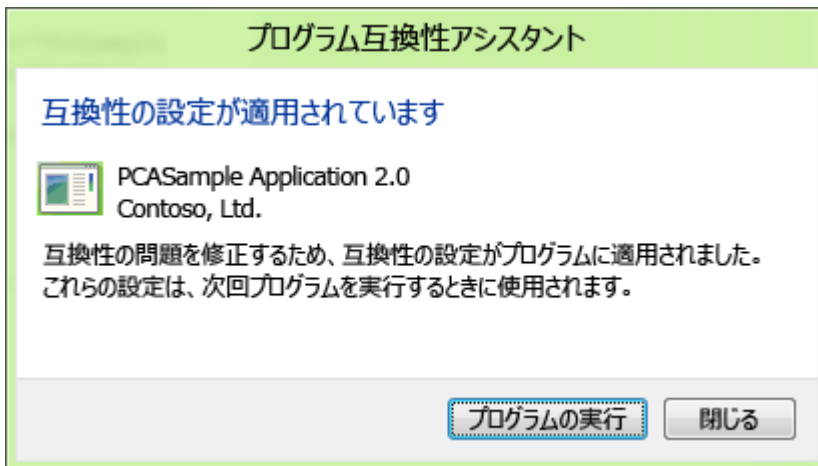 プログラム互換性アシスタント
互換性の設定が適用されています
PCASample Application 2.0
Contoso, Ltd.
互換性の問題を修正するため、互換性の設定がプログラムに適用されました。
これらの設定は、次回プログラムを実行するときに使用されます。
プログラムの実行
閉じる